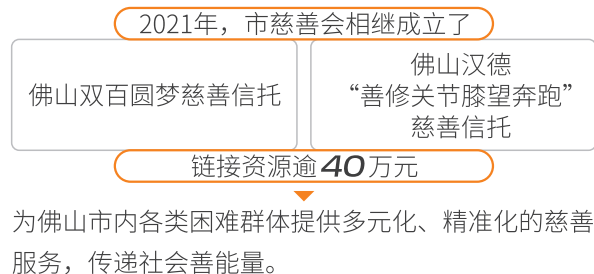 2021年，市慈善会相继成立了
佛山双百圆梦慈善信托
佛山汉德
“善修关节膝望奔跑”
慈善信托
链接资源逾40万元
为佛山市内各类困难群体提供多元化、精准化的慈善
服务，传递社会善能量。